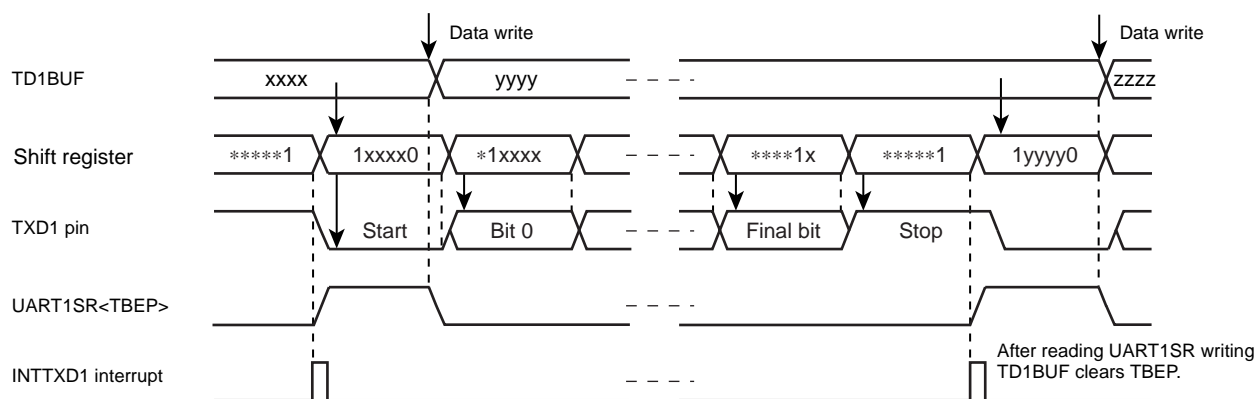 Data write Data write
TD1BUF xxxx yyyy zzzz
Shift register *****1 1xxxx0 *1xxxx ****1x *****1 1yyyy0
TXD1 pin Start Bit 0 Final bit Stop
UART1SR<TBEP>
After reading UART1SR writing
INTTXD1 interrupt TD1BUF clears TBEP.